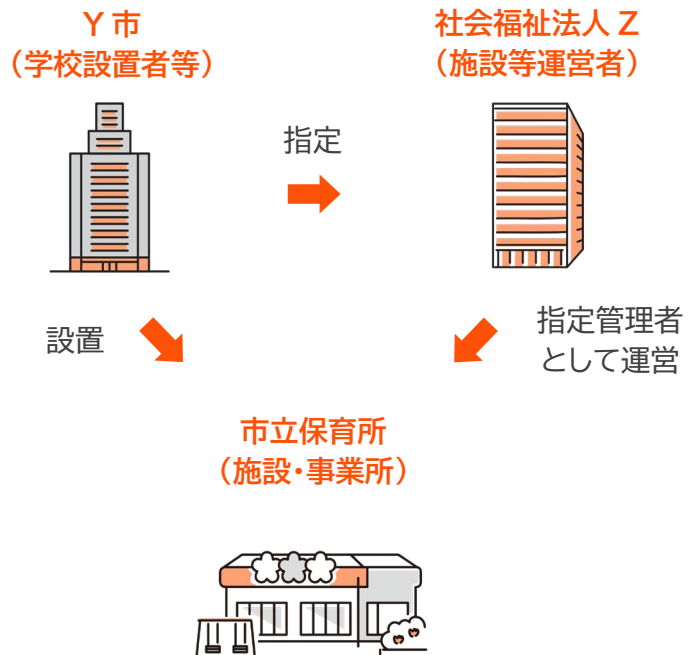 Y 市
（学校設置者等）
社会福祉法人 Z
（施設等運営者）
指定
設置
指定管理者
として運営
市立保育所
（施設・事業所）